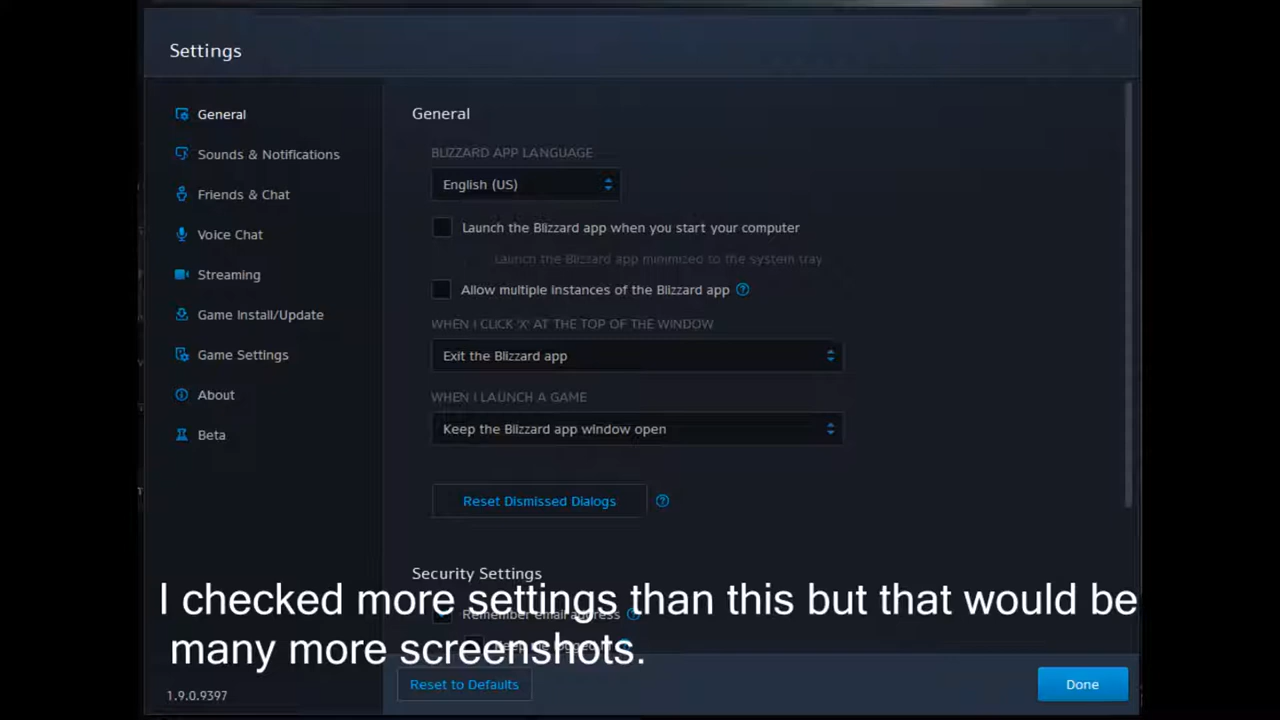 Settings
General
Sounds & Notifications
Friends & Chat
Voice Chat
Streaming
Game Install/Update
Game Settings
About
Beta
1.9.0.9397
General
BLIZZARD APP LANGUAGE
English (US)
Launch the Blizzard app when you start your computer
Launch the Blizzard app minimized to the system tray
Allow multiple instances of the Blizzard app
WHEN I CLICK 'X' AT THE TOP OF THE WINDOW
Exit the Blizzard app
WHEN I LAUNCH A GAME
Keep the Blizzard app window open
Reset Dismissed Dialogs
Security Settings
Remember email address
I checked more settings than this but that would be
many more screenshots.
Reset to Defaults
Done